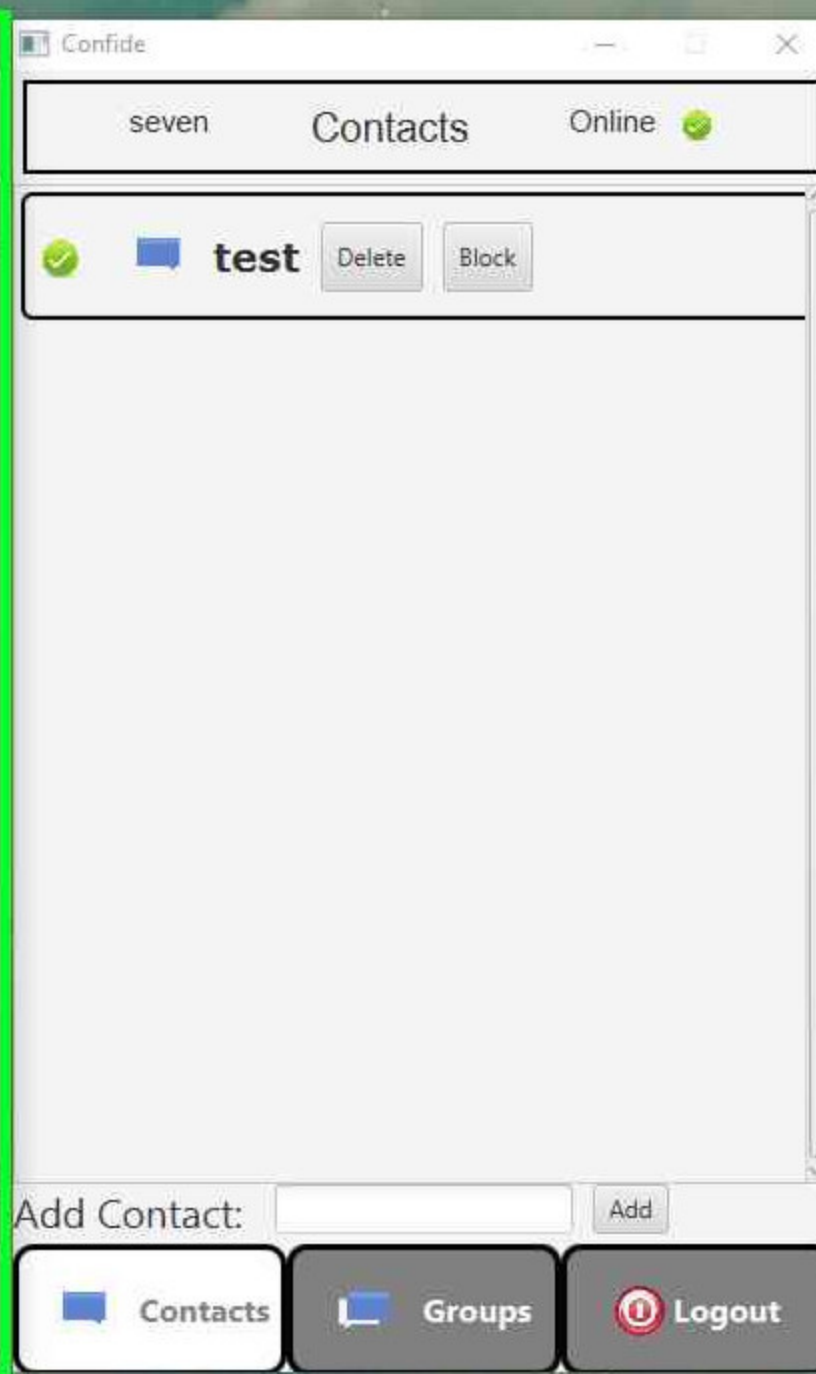 Confide
seven Contacts Online
test Delete Block
Add Contact: Add
Contacts Groups Logout